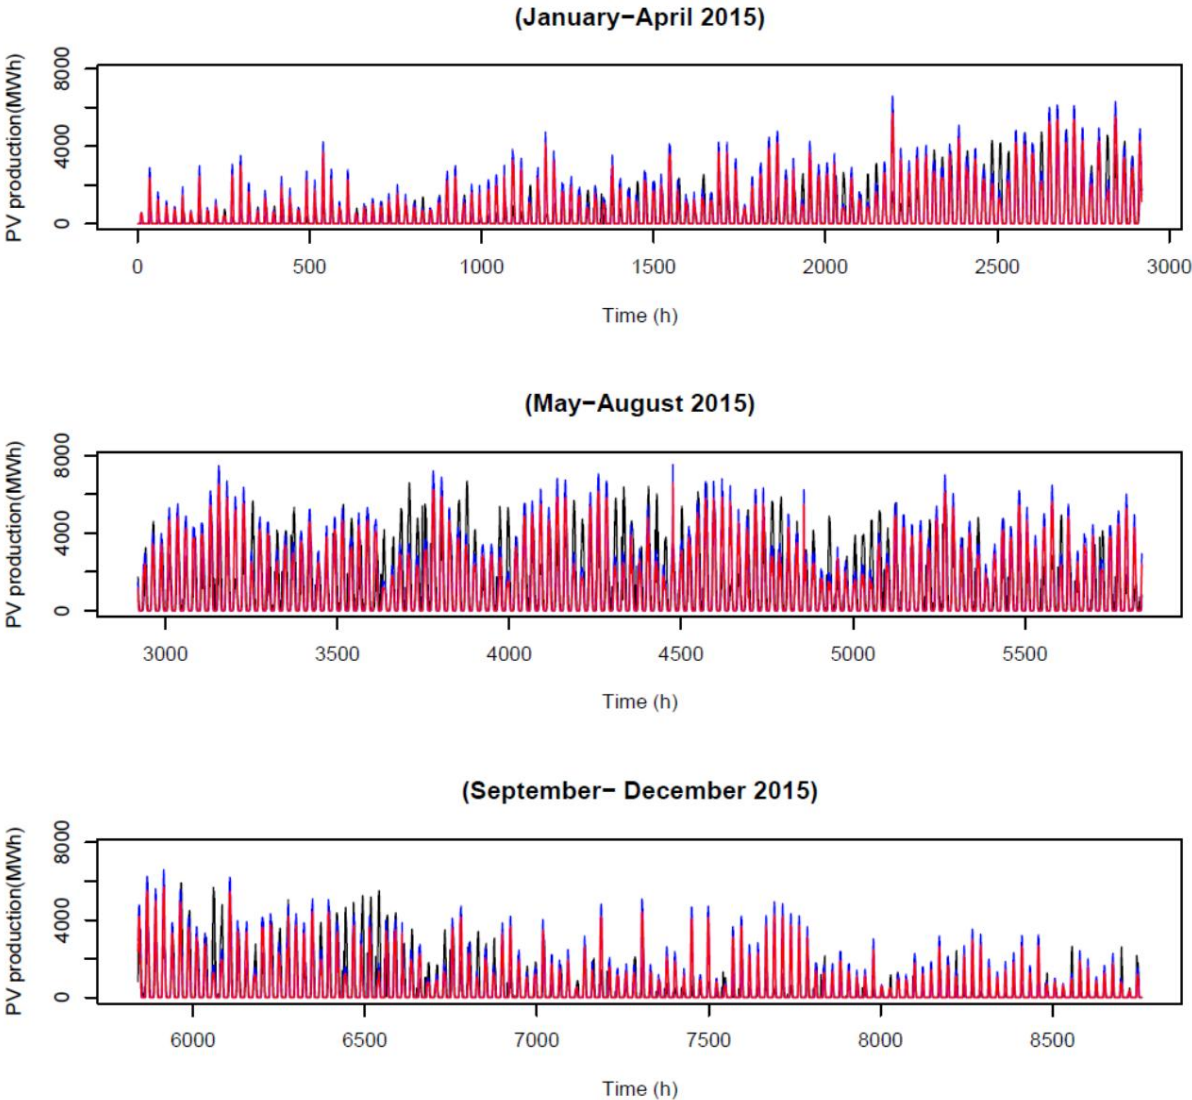 (January−April 2015)
PV production(MWh)
8000
4000
0
0 500 1000 1500 2000 2500 3000
Time (h)
(May−August 2015)
PV production(MWh)
8000
4000
0
3000 3500 4000 4500 5000 5500
Time (h)
(September− December 2015)
PV production(MWh)
8000
4000
0
6000 6500 7000 7500 8000 8500
Time (h)